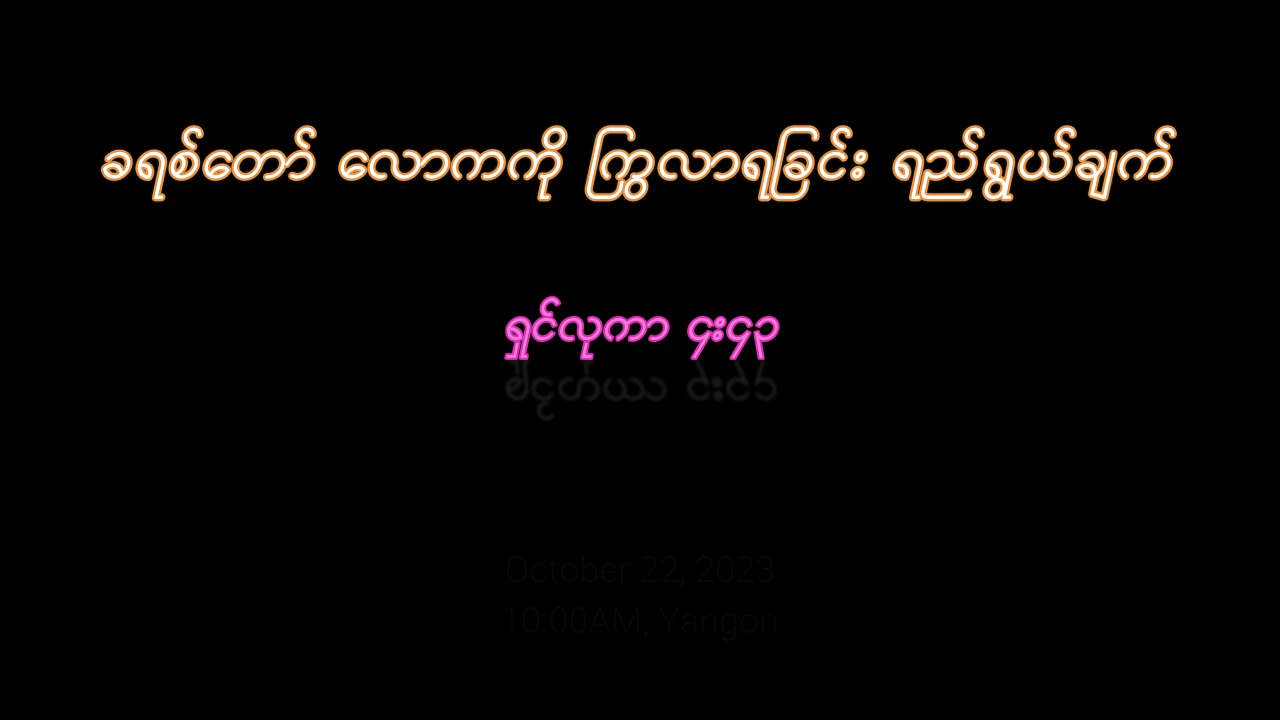 ခရစ်တော် လောကကို ကြွလာရခြင်း ရည်ရွယ်ချက်
ရှင်လုကာ ၄း၄၃
October 22, 2023
10:00AM, Yangon